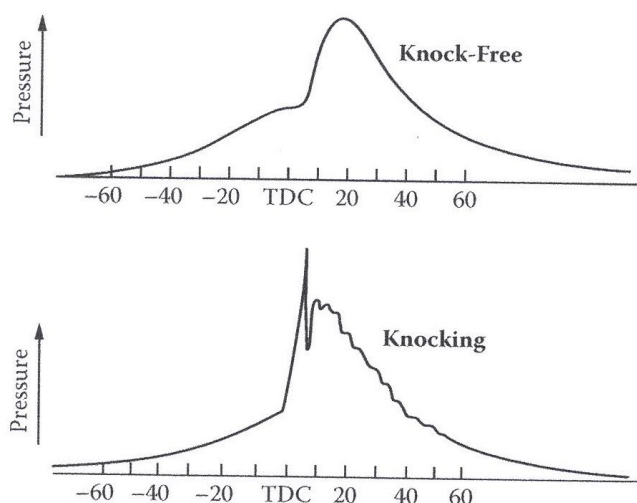 Pressure
Knock-Free
–60 –40 –20 TDC 20 40 60
Pressure
Knocking
–60 –40 –20 TDC 20 40 60